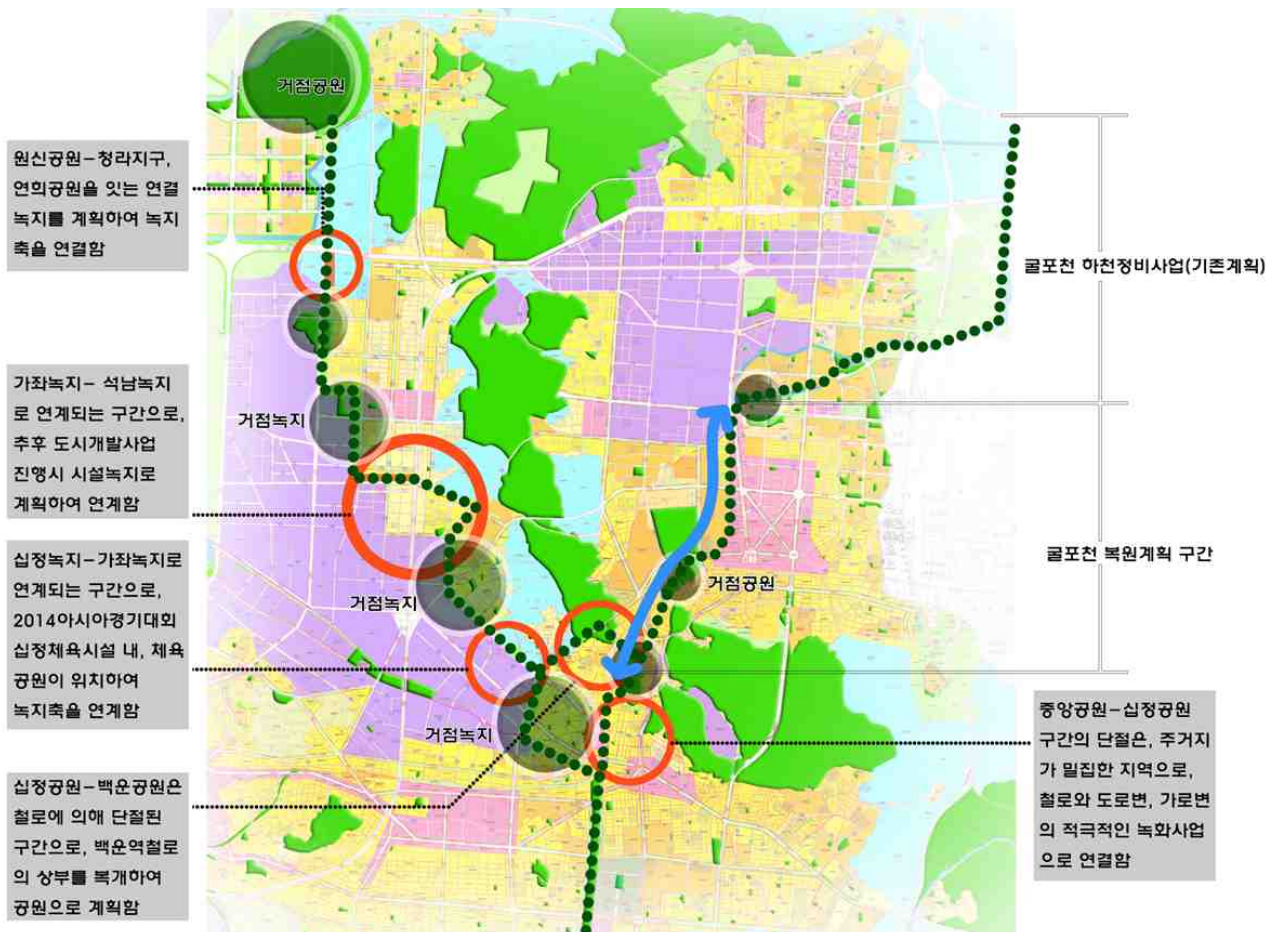 거점공원
원신공원-청라지구,
연희공원을 잇는 연결
녹지를 계획하여 녹지
축을 연결함
굴포천 하천정비사업(기존계획)
가좌녹지- 석남녹지
로 연계되는 구간으로,
추후 도시개발사업
진행시 시설녹지로
계획하여 연계함
거점녹지
십정녹지-가좌녹지로
연계되는 구간으로,
2014아시아경기대회
십정체육시설 내, 체육
공원이 위치하여
녹지축을 연계함
거점녹지
거점공원
굴포천 복원계획 구간
거점녹지
십정공원-백운공원은
철로에 의해 단절된
구간으로, 백운역철로
의 상부를 복개하여
공원으로 계획함
중앙공원-십정공원
구간의 단절은, 주거지
가 밀집한 지역으로,
철로와 도로변, 가로변
의 적극적인 녹화사업
으로 연결함